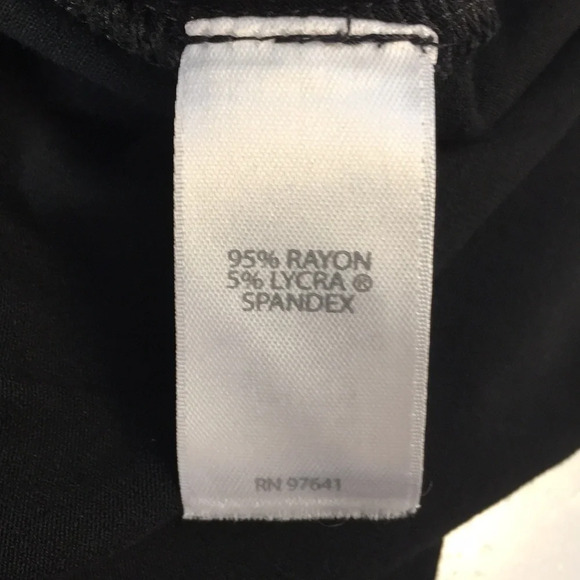 95% RAYON
5% LYCRA ®
SPANDEX
RN 97641